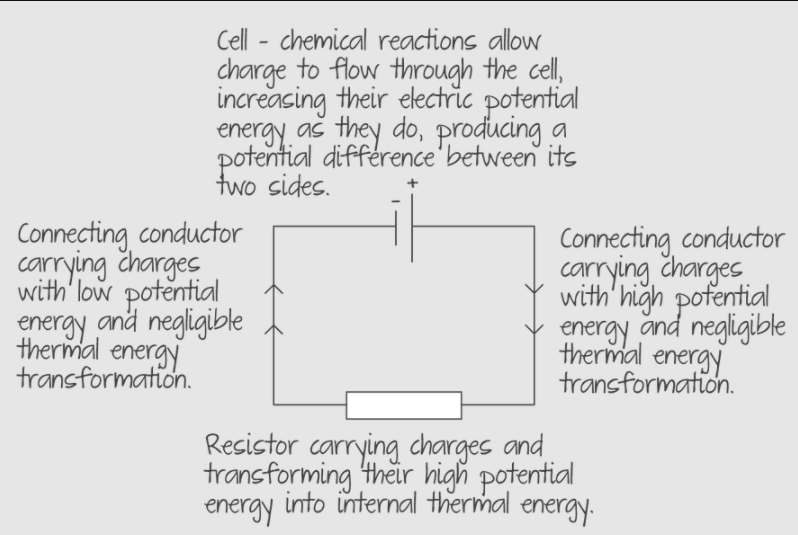 Cell - chemical reactions allow
charge to flow through the cell,
increasing their electric potential
energy as they do, producing a
potential difference between its
two sides.
- +
Connecting conductor
carrying charges
with low potential
energy and negligible
thermal energy
transformation.
Connecting conductor
carrying charges
with high potential
energy and negligible
thermal energy
transformation.
Resistor carrying charges and
transforming their high potential
energy into internal thermal energy.